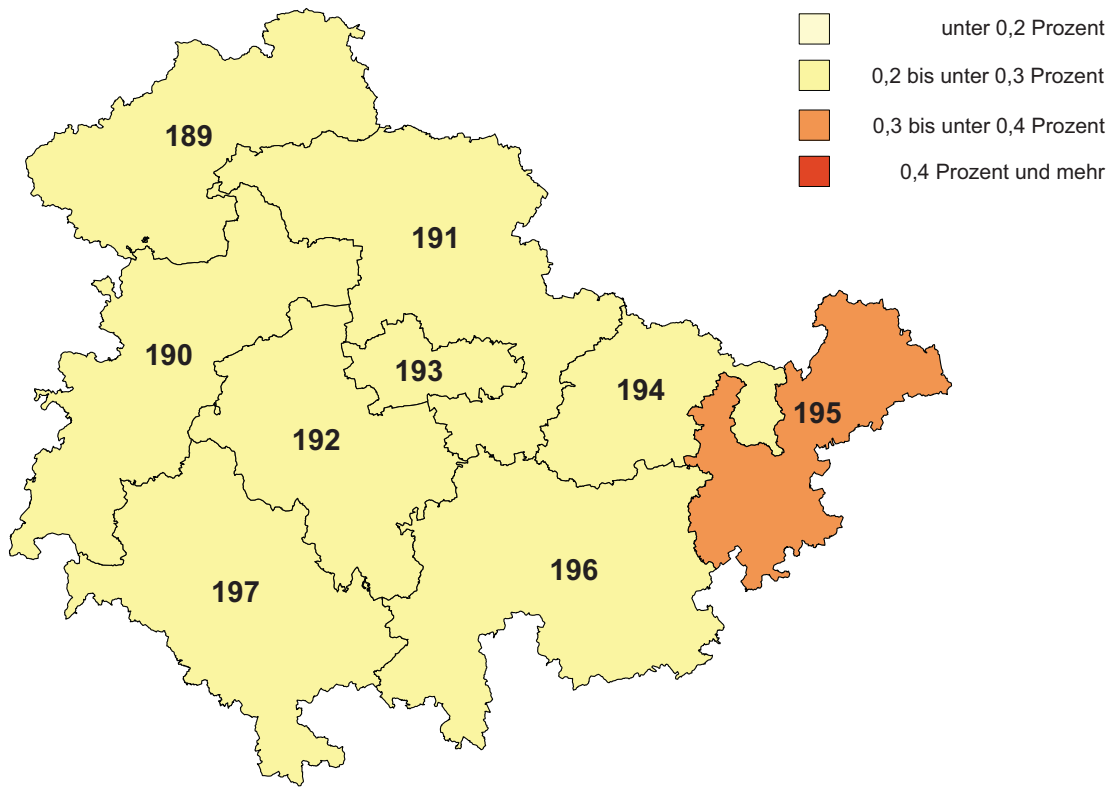 unter 0,2 Prozent
0,2 bis unter 0,3 Prozent
0,3 bis unter 0,4 Prozent
0,4 Prozent und mehr
189
191
190
193
194
195
192
196
197